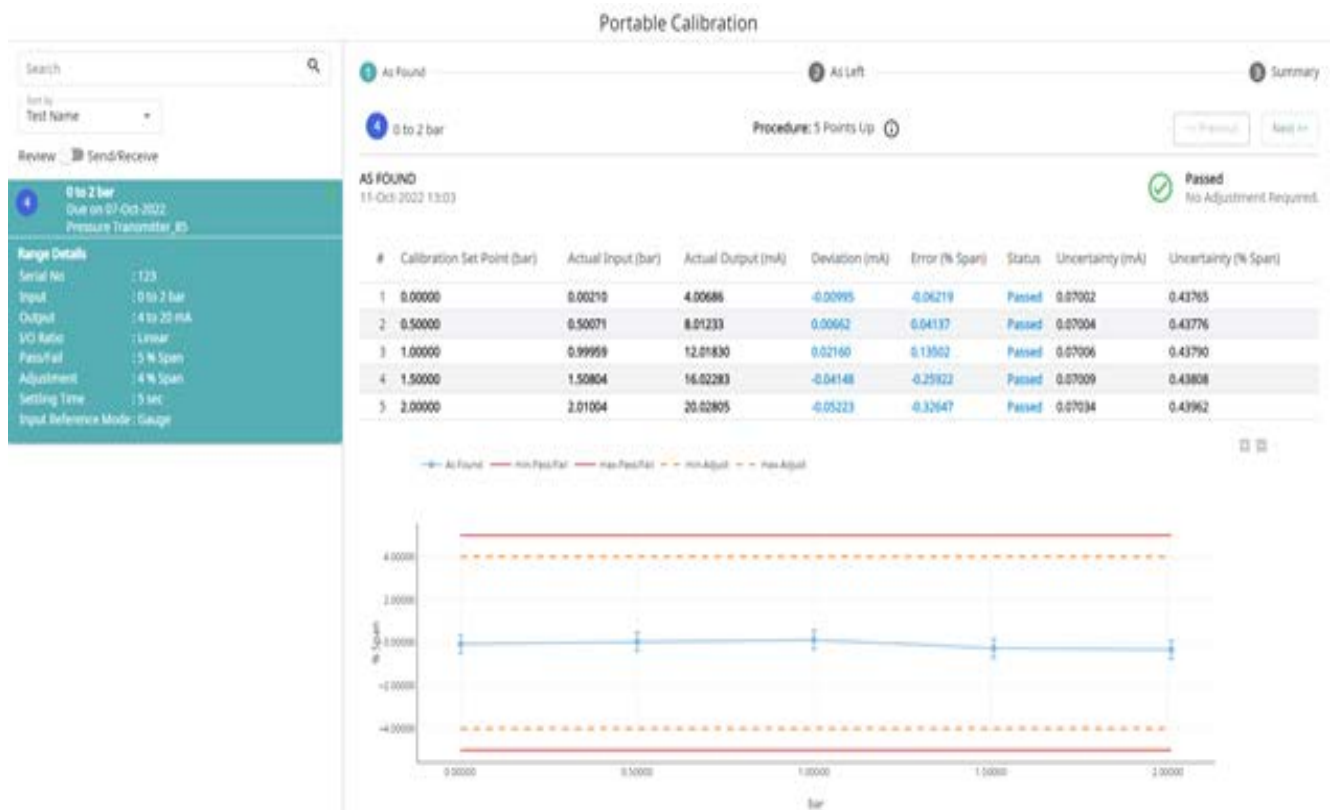 Portable Calibration
Search
Sort by
Test Name
Review Send/Receive
4 0 to 2 bar
Due on 07-Oct-2022
Pressure Transmitter_85
Range Details
Serial No : 123
Input : 0 to 2 bar
Output : 4 to 20 mA
I/O Ratio : Linear
Pass/Fail : 5 % Span
Adjustment : 4 % Span
Settling Time : 5 sec
Input Reference Mode : Gauge
1 As Found 2 As Left 3 Summary
4 0 to 2 bar Procedure: 5 Points Up << Previous Next >>
AS FOUND
11-Oct-2022 13:03
Passed
No Adjustment Required.
# Calibration Set Point (bar) Actual Input (bar) Actual Output (mA) Deviation (mA) Error (% Span) Status Uncertainty (mA) Uncertainty (% Span)
1 0.00000 0.00210 4.00686 -0.00995 -0.06219 Passed 0.07002 0.43765
2 0.50000 0.50071 8.01233 0.00662 0.04137 Passed 0.07004 0.43776
3 1.00000 0.99959 12.01830 0.02160 0.13502 Passed 0.07006 0.43790
4 1.50000 1.50804 16.02283 -0.04148 -0.25922 Passed 0.07009 0.43808
5 2.00000 2.01004 20.02805 -0.05223 -0.32647 Passed 0.07034 0.43962
As Found min Pass/Fail max Pass/Fail min Adjust max Adjust
4.00000
2.00000
0.00000
-2.00000
-4.00000
% Span
0.00000 0.50000 1.00000 1.50000 2.00000
bar